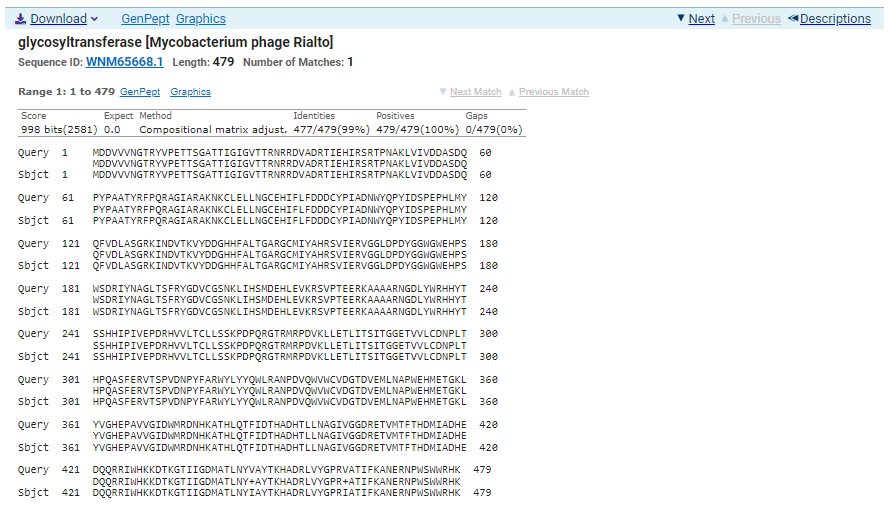 Download GenPept Graphics Next Previous Descriptions
glycosyltransferase [Mycobacterium phage Rialto]
Sequence ID: WNM65668.1 Length: 479 Number of Matches: 1
Range 1: 1 to 479 GenPept Graphics Next Match Previous Match
Score Expect Method Identities Positives Gaps
998 bits(2581) 0.0 Compositional matrix adjust. 477/479(99%) 479/479(100%) 0/479(0%)
Query 1 MDDVVVNGTRYVPETTSGATTIGIGVTTRNRRDVADRTIEHIRSRTPNAKLVIVDDASDQ 60
MDDVVVNGTRYVPETTSGATTIGIGVTTRNRRDVADRTIEHIRSRTPNAKLVIVDDASDQ
Sbjct 1 MDDVVVNGTRYVPETTSGATTIGIGVTTRNRRDVADRTIEHIRSRTPNAKLVIVDDASDQ 60
Query 61 PYPAATYRFPQRAGIARAKNKCLELLNGCEHIFLFDDDCYPIADNWYQPYIDSPEPHLMY 120
PYPAATYRFPQRAGIARAKNKCLELLNGCEHIFLFDDDCYPIADNWYQPYIDSPEPHLMY
Sbjct 61 PYPAATYRFPQRAGIARAKNKCLELLNGCEHIFLFDDDCYPIADNWYQPYIDSPEPHLMY 120
Query 121 QFVDLASGRKINDVTKVYDDGHHFALTGARGCMIYAHRSVIERVGGLDPDYGGWGWEHPS 180
QFVDLASGRKINDVTKVYDDGHHFALTGARGCMIYAHRSVIERVGGLDPDYGGWGWEHPS
Sbjct 121 QFVDLASGRKINDVTKVYDDGHHFALTGARGCMIYAHRSVIERVGGLDPDYGGWGWEHPS 180
Query 181 WSDRIYNAGLTSFRYGDVCGSNKLIHSMDEHLEVKRSVPTEERKAAAARNGDLYWRHHYT 240
WSDRIYNAGLTSFRYGDVCGSNKLIHSMDEHLEVKRSVPTEERKAAAARNGDLYWRHHYT
Sbjct 181 WSDRIYNAGLTSFRYGDVCGSNKLIHSMDEHLEVKRSVPTEERKAAAARNGDLYWRHHYT 240
Query 241 SSHHIPIVEPDRHVVLTCLLSSKPDPQRGTRMRPDVKLLETLITSITGGETVVLCDNPLT 300
SSHHIPIVEPDRHVVLTCLLSSKPDPQRGTRMRPDVKLLETLITSITGGETVVLCDNPLT
Sbjct 241 SSHHIPIVEPDRHVVLTCLLSSKPDPQRGTRMRPDVKLLETLITSITGGETVVLCDNPLT 300
Query 301 HPQASFERVTSPVDNPYFARWYLYYQWLRANPDVQWVWCVDGTDVEMLNAPWEHMETGKL 360
HPQASFERVTSPVDNPYFARWYLYYQWLRANPDVQWVWCVDGTDVEMLNAPWEHMETGKL
Sbjct 301 HPQASFERVTSPVDNPYFARWYLYYQWLRANPDVQWVWCVDGTDVEMLNAPWEHMETGKL 360
Query 361 YVGHEPAVVGIDWMRDNHKATHLQTFIDTHADHTLLNAGIVGGDRETVMTFTHDMIADHE 420
YVGHEPAVVGIDWMRDNHKATHLQTFIDTHADHTLLNAGIVGGDRETVMTFTHDMIADHE
Sbjct 361 YVGHEPAVVGIDWMRDNHKATHLQTFIDTHADHTLLNAGIVGGDRETVMTFTHDMIADHE 420
Query 421 DQQRRIWHKKDTKGTIIGDMATLNYVAYTKHADRLVYGPRVATIFKANERNPWSWWRHK 479
DQQRRIWHKKDTKGTIIGDMATLNY+AYTKHADRLVYGPR+ATIFKANERNPWSWWRHK
Sbjct 421 DQQRRIWHKKDTKGTIIGDMATLNYIAYTKHADRLVYGPRIATIFKANERNPWSWWRHK 479